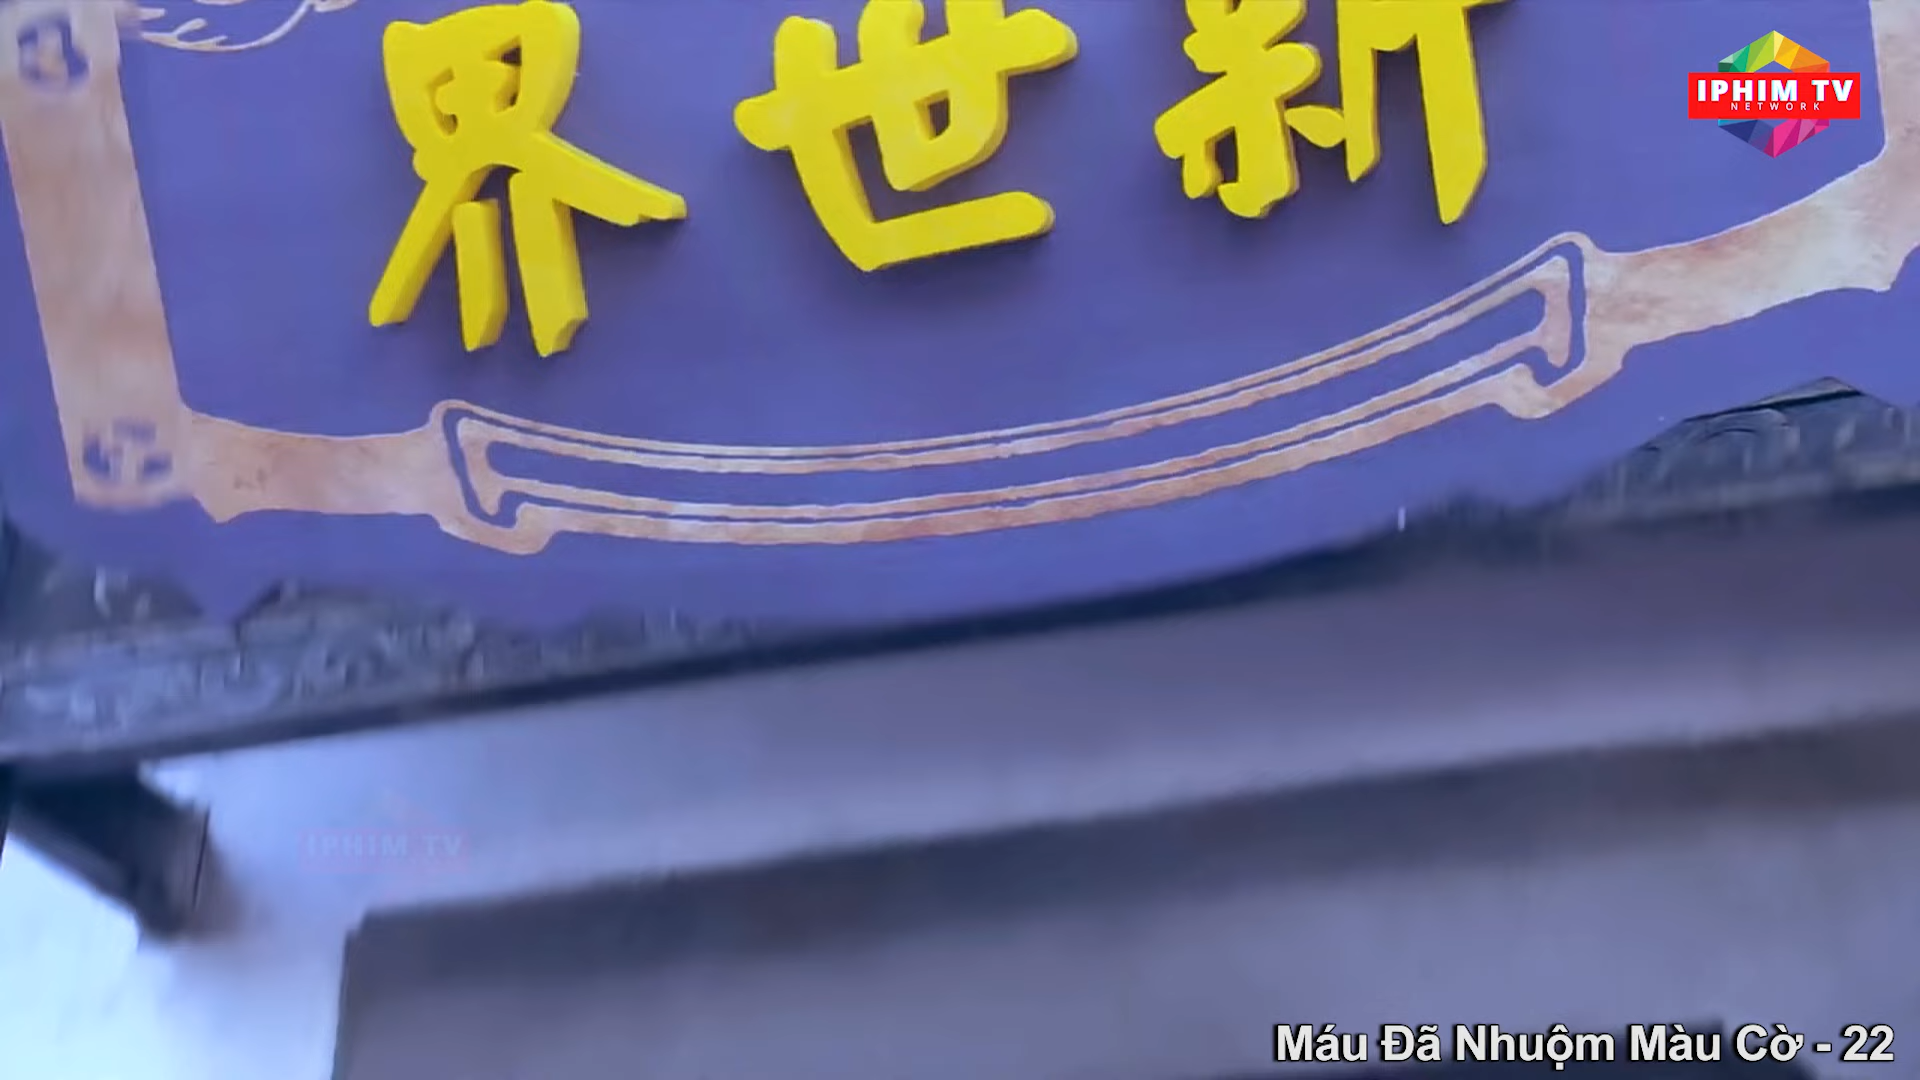 界世新
IPHIM TV
NETWORK
IPHIM TV
Máu Đã Nhuộm Màu Cờ - 22